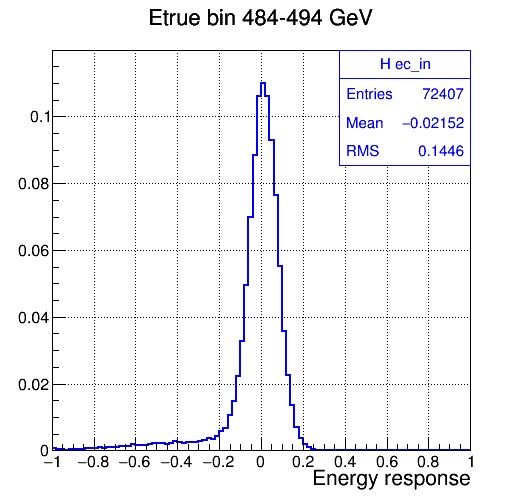 Etrue bin 484-494 GeV
H ec_in
Entries 72407
Mean −0.02152
RMS 0.1446
0.1
0.08
0.06
0.04
0.02
0
−1 −0.8 −0.6 −0.4 −0.2 0 0.2 0.4 0.6 0.8 1
Energy response